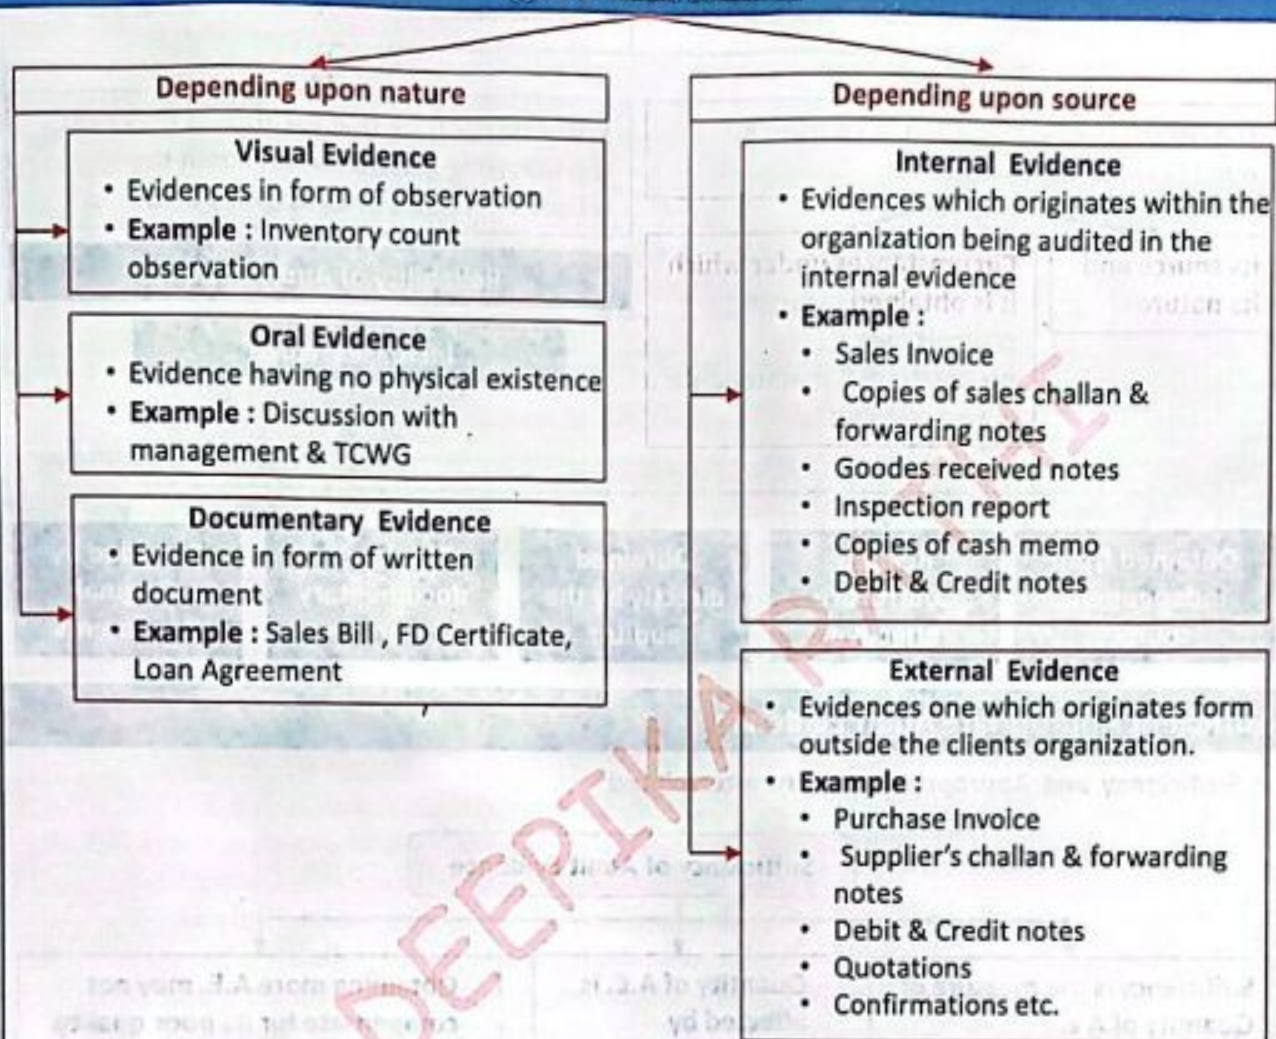 Depending upon nature
Visual Evidence
• Evidences in form of observation
• Example : Inventory count
observation
Oral Evidence
• Evidence having no physical existence
• Example : Discussion with
management & TCWG
Documentary Evidence
• Evidence in form of written
document
• Example : Sales Bill , FD Certificate,
Loan Agreement
Depending upon source
Internal Evidence
• Evidences which originates within the
organization being audited in the
internal evidence
• Example :
• Sales Invoice
• Copies of sales challan &
forwarding notes
• Goodes received notes
• Inspection report
• Copies of cash memo
• Debit & Credit notes
External Evidence
• Evidences one which originates form
outside the clients organization.
• Example :
• Purchase Invoice
• Supplier's challan & forwarding
notes
• Debit & Credit notes
• Quotations
• Confirmations etc.
DEEPIKA RATHI